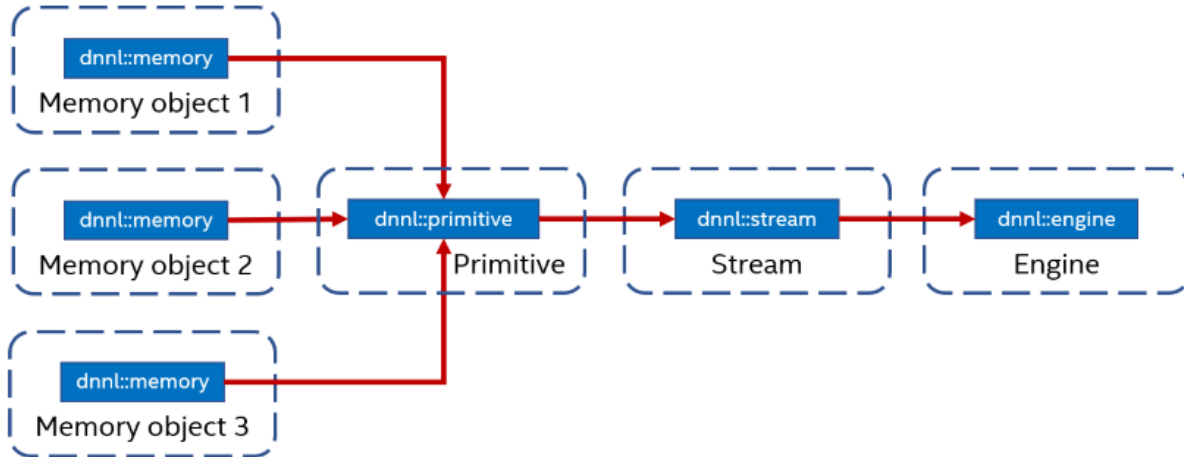 dnnl::memory
Memory object 1
dnnl::memory
Memory object 2
dnnl::primitive
Primitive
dnnl::stream
Stream
dnnl::engine
Engine
dnnl::memory
Memory object 3